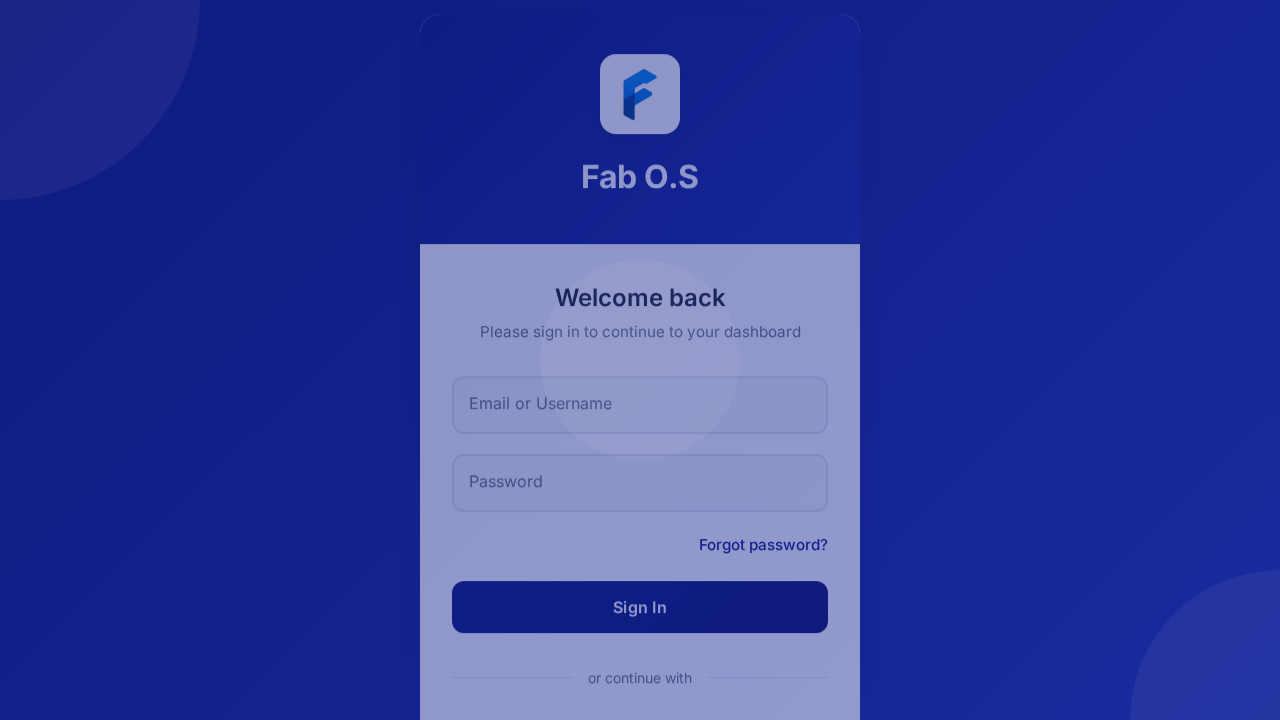 Fab O.S
Welcome back
Please sign in to continue to your dashboard
Email or Username
Password
Forgot password?
Sign In
or continue with